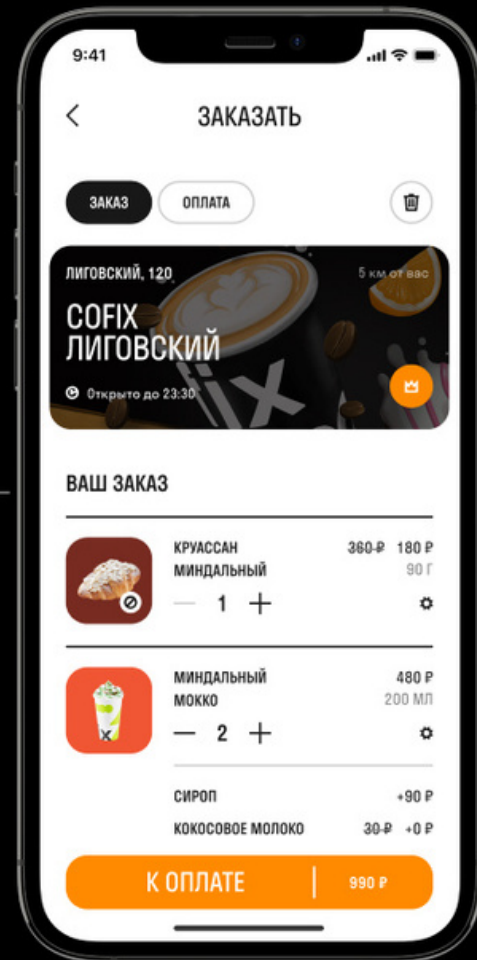 9:41
ЗАКАЗАТЬ
ЗАКАЗ ОПЛАТА
ЛИГОВСКИЙ, 120 5 км от вас
COFIX
ЛИГОВСКИЙ
Открыто до 23:30
ix
ВАШ ЗАКАЗ
КРУАССАН 360 ₽ 180 ₽
МИНДАЛЬНЫЙ 90 Г
— 1 +
МИНДАЛЬНЫЙ 480 ₽
МОККО 200 МЛ
— 2 +
X
СИРОП +90 ₽
КОКОСОВОЕ МОЛОКО 30 ₽ +0 ₽
К ОПЛАТЕ 990 ₽